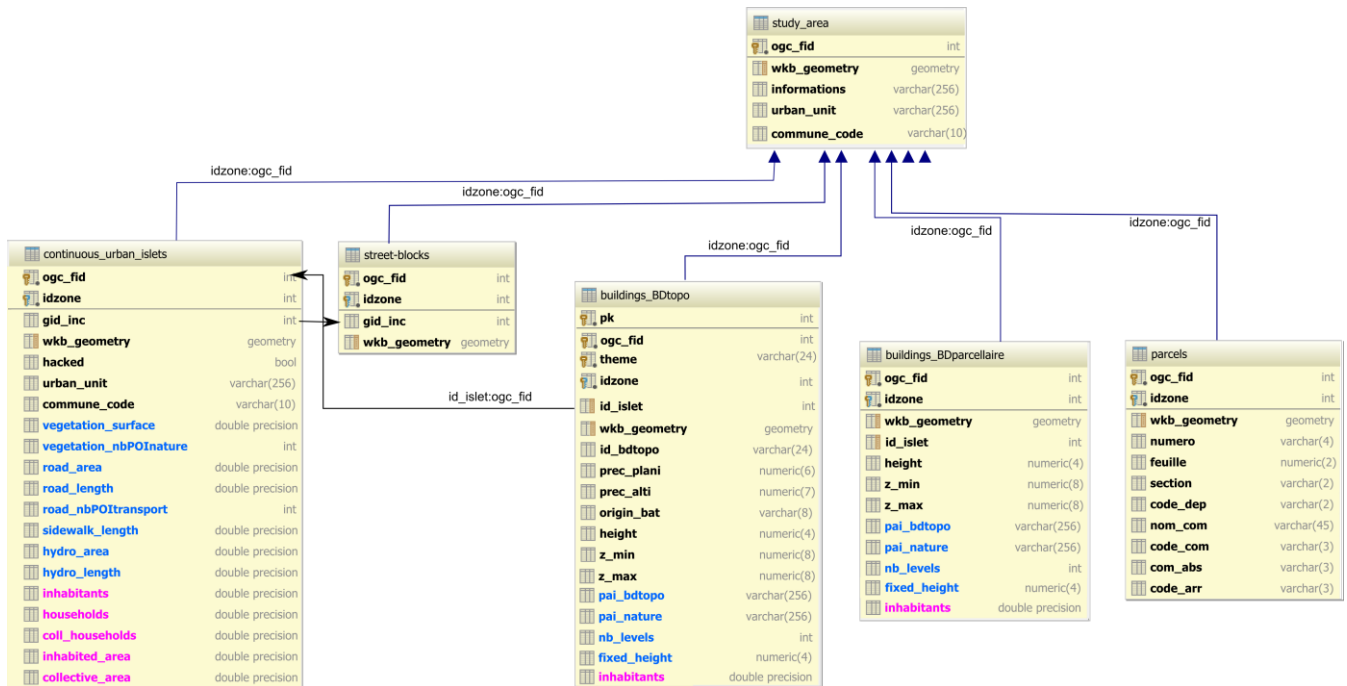 study_area
ogc_fid int
wkb_geometry geometry
informations varchar(256)
urban_unit varchar(256)
commune_code varchar(10)
idzone:ogc_fid
idzone:ogc_fid
idzone:ogc_fid
idzone:ogc_fid
idzone:ogc_fid
continuous_urban_islets
ogc_fid int
idzone int
gid_inc int
wkb_geometry geometry
hacked bool
urban_unit varchar(256)
commune_code varchar(10)
vegetation_surface double precision
vegetation_nbPOInature int
road_area double precision
road_length double precision
road_nbPOItransport int
sidewalk_length double precision
hydro_area double precision
hydro_length double precision
inhabitants double precision
households double precision
coll_households double precision
inhabited_area double precision
collective_area double precision
street-blocks
ogc_fid int
idzone int
gid_inc int
wkb_geometry geometry
id_islet:ogc_fid
buildings_BDtopo
pk int
ogc_fid int
theme varchar(24)
idzone int
id_islet int
wkb_geometry geometry
id_bdtopo varchar(24)
prec_plani numeric(6)
prec_alti numeric(7)
origin_bat varchar(8)
height numeric(4)
z_min numeric(8)
z_max numeric(8)
pai_bdtopo varchar(256)
pai_nature varchar(256)
nb_levels int
fixed_height numeric(4)
inhabitants double precision
buildings_BDparcellaire
ogc_fid int
idzone int
wkb_geometry geometry
id_islet int
height numeric(4)
z_min numeric(8)
z_max numeric(8)
pai_bdtopo varchar(256)
pai_nature varchar(256)
nb_levels int
fixed_height numeric(4)
inhabitants double precision
parcels
ogc_fid int
idzone int
wkb_geometry geometry
numero varchar(4)
feuille numeric(2)
section varchar(2)
code_dep varchar(2)
nom_com varchar(45)
code_com varchar(3)
com_abs varchar(3)
code_arr varchar(3)